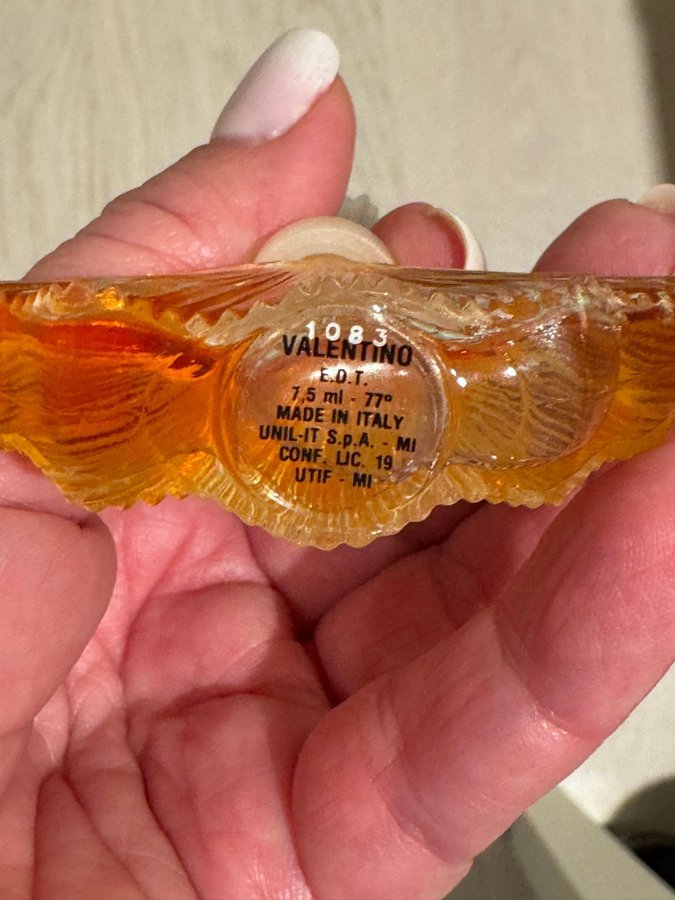 1083
VALENTINO
E.D.T.
7,5 ml - 77°
MADE IN ITALY
UNIL-IT S.p.A. - MI
CONF. LIC. 19
UTIF - MI